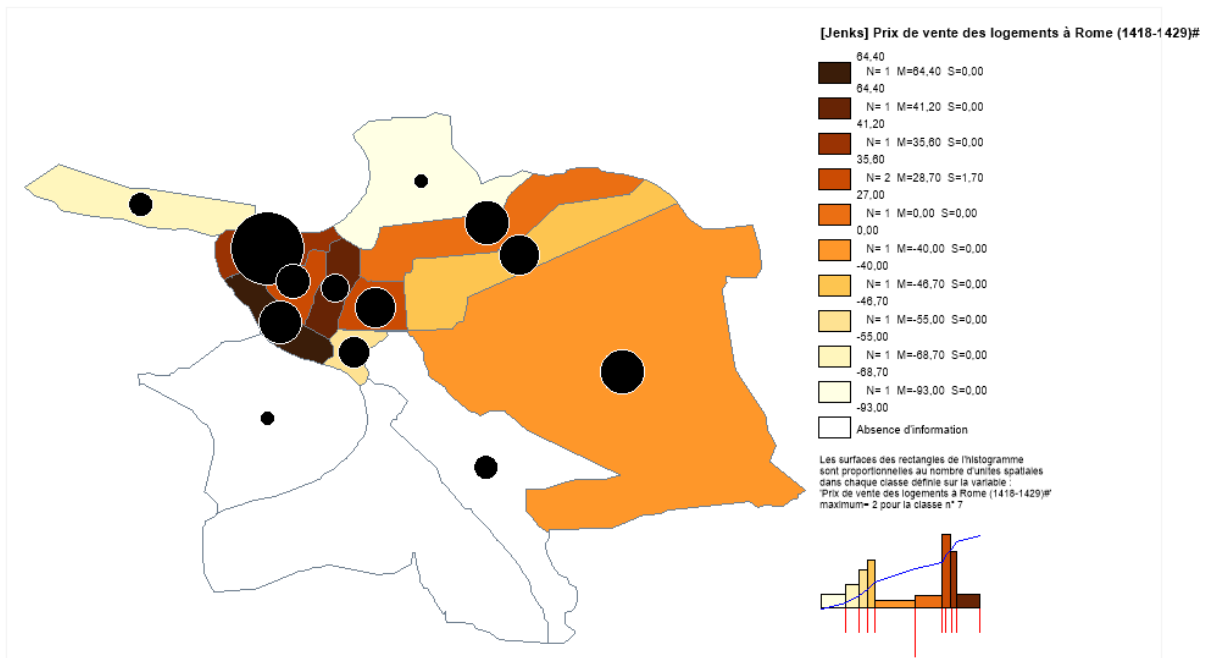 [Jenks] Prix de vente des logements à Rome (1418-1429)#
64,40
N= 1 M=64,40 S=0,00
64,40
N= 1 M=41,20 S=0,00
41,20
N= 1 M=35,60 S=0,00
35,60
N= 2 M=28,70 S=1,70
27,00
N= 1 M=0,00 S=0,00
0,00
N= 1 M=-40,00 S=0,00
-40,00
N= 1 M=-46,70 S=0,00
-46,70
N= 1 M=-55,00 S=0,00
-55,00
N= 1 M=-68,70 S=0,00
-68,70
N= 1 M=-93,00 S=0,00
-93,00
Absence d'information
Les surfaces des rectangles de l'histogramme
sont proportionnelles au nombre d'unites spatiales
dans chaque classe définie sur la variable :
'Prix de vente des logements à Rome (1418-1429)#'
maximum= 2 pour la classe n° 7